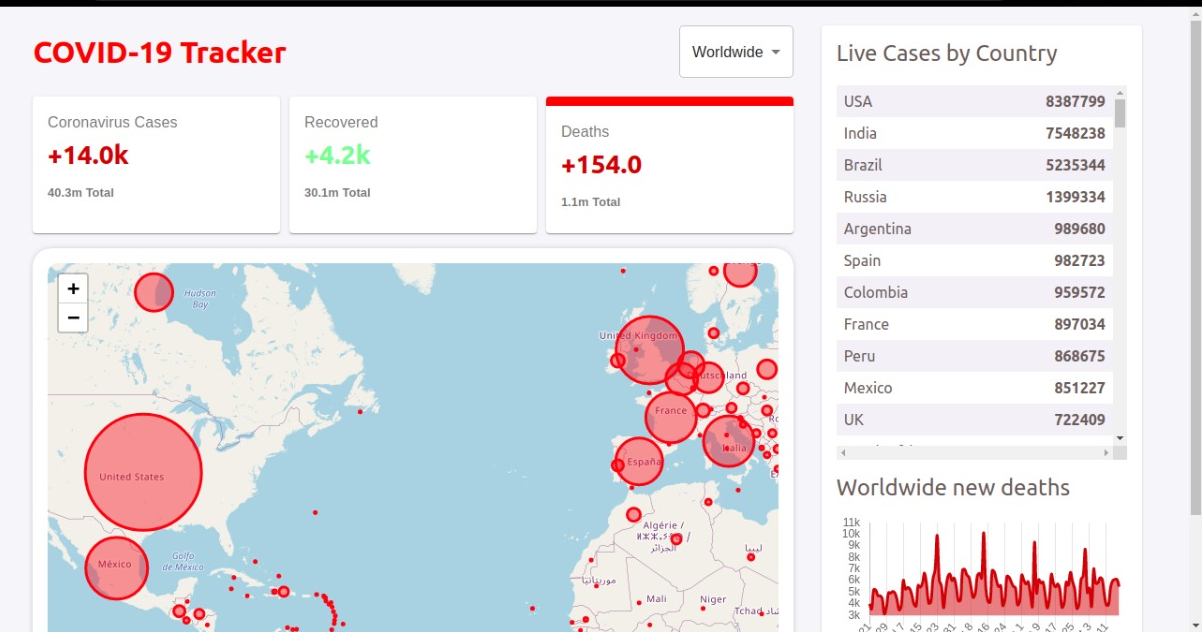 COVID-19 Tracker
Worldwide
Coronavirus Cases
+14.0k
40.3m Total
Recovered
+4.2k
30.1m Total
Deaths
+154.0
1.1m Total
+
−
Hudson
Bay
United Kingdom
France
Italia
España
United States
México
Golfo
de México
Algérie /
ⵍⵣⵣⴰⵢⴻⵔ /
الجزائر
ليبيا
موريتانيا
Mali
Niger
Live Cases by Country
USA 8387799
India 7548238
Brazil 5235344
Russia 1399334
Argentina 989680
Spain 982723
Colombia 959572
France 897034
Peru 868675
Mexico 851227
UK 722409
Worldwide new deaths
11k
10k
9k
8k
7k
6k
5k
4k
3k